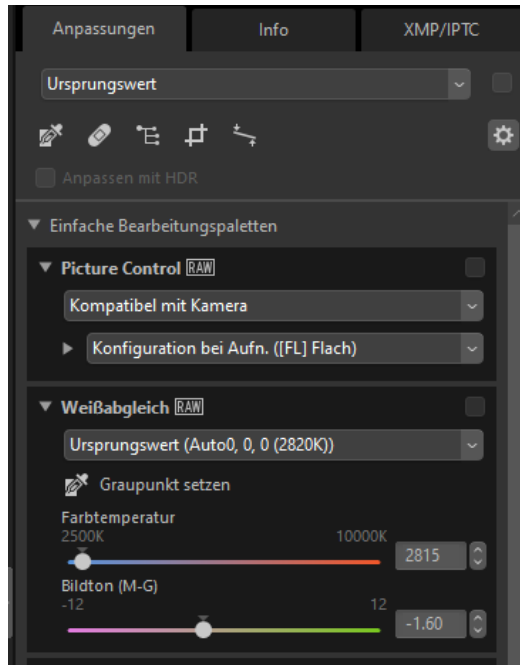 Anpassungen Info XMP/IPTC
Ursprungswert
Anpassen mit HDR
Einfache Bearbeitungspaletten
Picture Control RAW
Kompatibel mit Kamera
Konfiguration bei Aufn. ([FL] Flach)
Weißabgleich RAW
Ursprungswert (Auto0, 0, 0 (2820K))
Graupunkt setzen
Farbtemperatur
2500K 10000K
2815
Bildton (M-G)
-12 12
-1.60